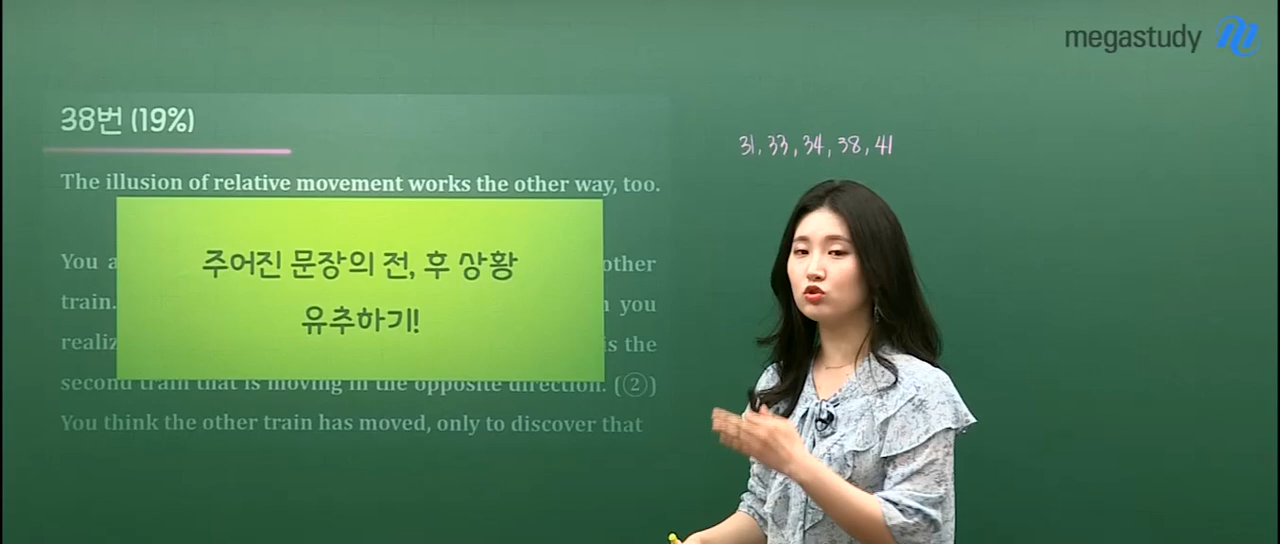 megastudy
38번 (19%)
31, 33, 34, 38, 41
The illusion of relative movement works the other way, too.
주어진 문장의 전, 후 상황
유추하기!
You a
other
train.
you
realiz
is the
second train that is moving in the opposite direction. (②)
You think the other train has moved, only to discover that